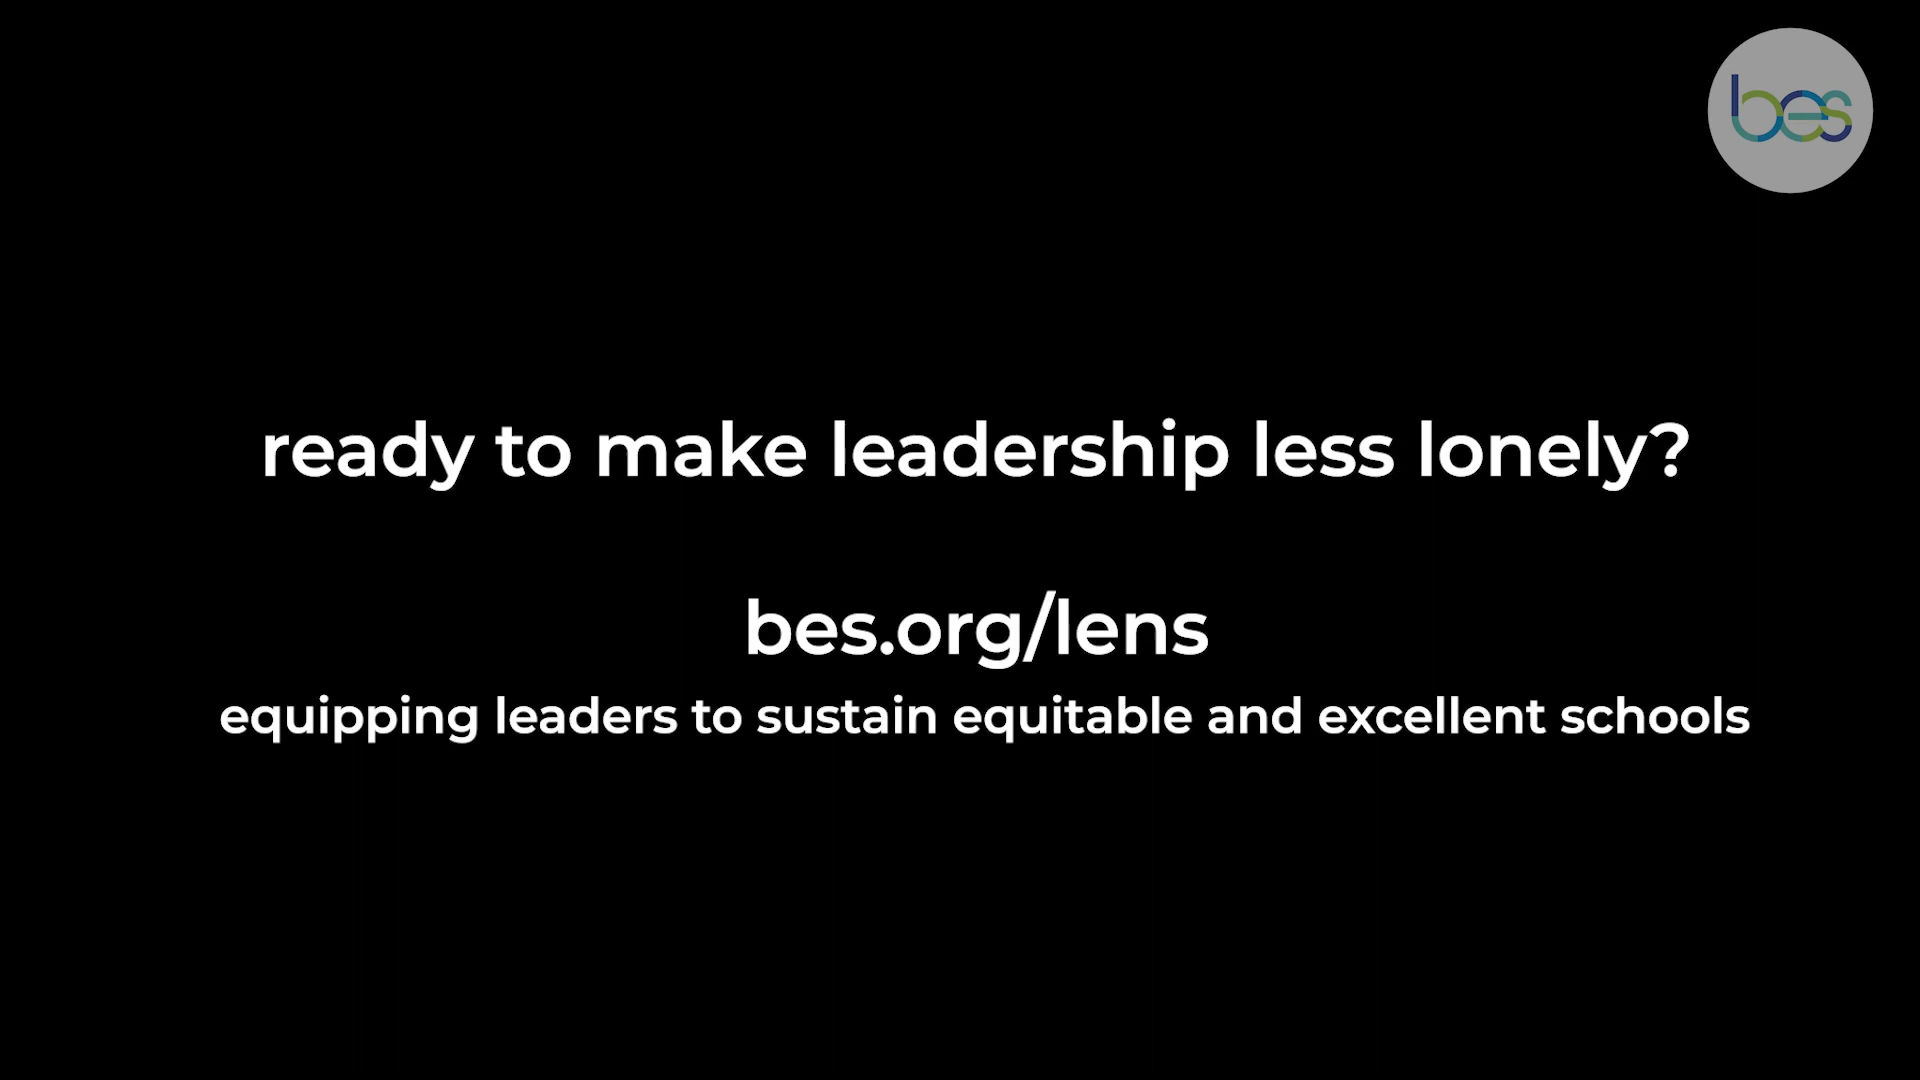 bes
ready to make leadership less lonely?
bes.org/lens
equipping leaders to sustain equitable and excellent schools